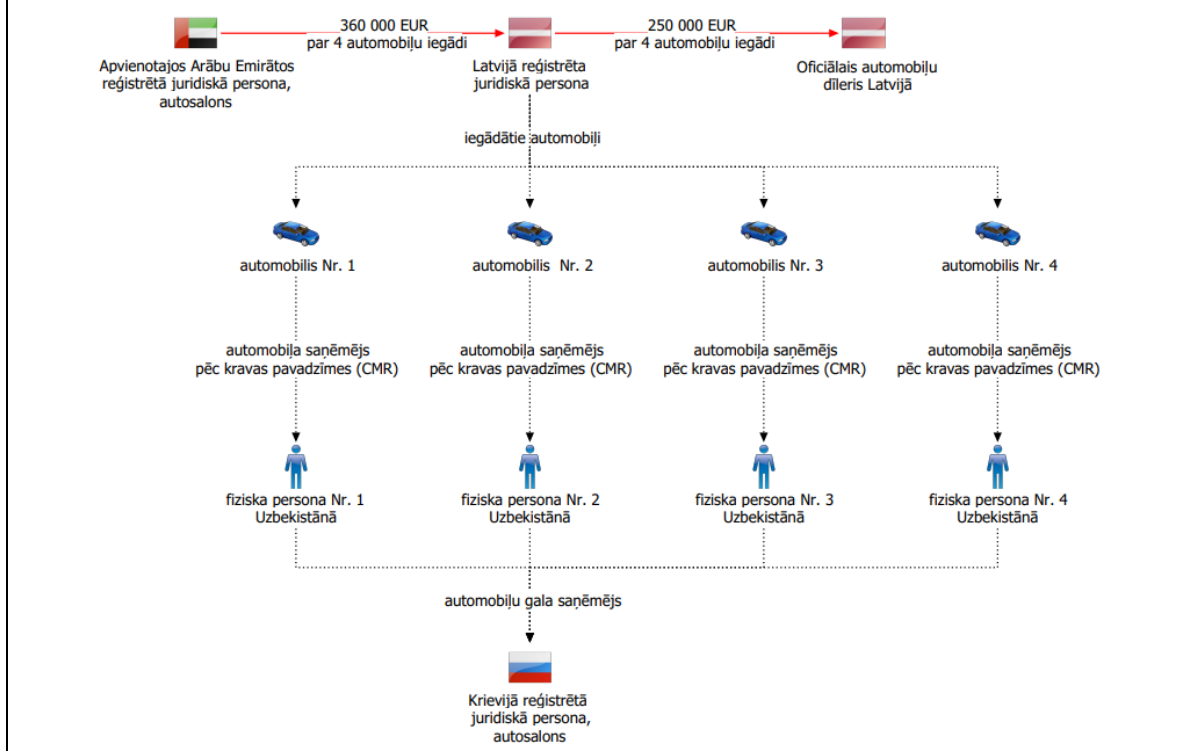 360 000 EUR
par 4 automobiļu iegādi
250 000 EUR
par 4 automobiļu iegādi
Apvienotajos Arābu Emirātos
reģistrētā juridiskā persona,
autosalons
Latvijā reģistrēta
juridiskā persona
Oficiālais automobiļu
dīleris Latvijā
iegādātie automobiļi
automobilis Nr. 1
automobilis Nr. 2
automobilis Nr. 3
automobilis Nr. 4
automobiļa saņēmējs
pēc kravas pavadzīmes (CMR)
automobiļa saņēmējs
pēc kravas pavadzīmes (CMR)
automobiļa saņēmējs
pēc kravas pavadzīmes (CMR)
automobiļa saņēmējs
pēc kravas pavadzīmes (CMR)
fiziska persona Nr. 1
Uzbekistānā
fiziska persona Nr. 2
Uzbekistānā
fiziska persona Nr. 3
Uzbekistānā
fiziska persona Nr. 4
Uzbekistānā
automobiļu gala saņēmējs
Krievijā reģistrētā
juridiskā persona,
autosalons